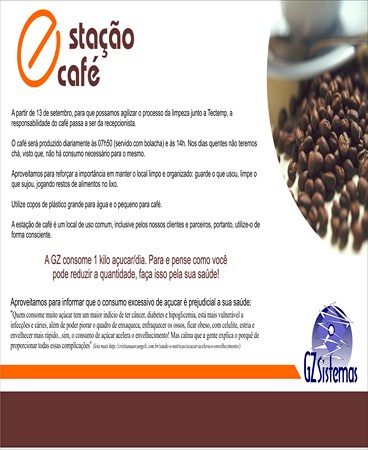 estação
café
A partir de 13 de setembro, para que possamos agilizar o processo da limpeza junto a Tectemp, a
responsabilidade do café passa a ser da recepcionista.
O café será produzido diariamente às 07h50 (servido com bolacha) e às 14h. Nos dias quentes não teremos
chá, visto que, não há consumo necessário para o mesmo.
Aproveitamos para reforçar a importância em manter o local limpo e organizado: guarde o que usou, limpe o
que sujou, jogando restos de alimentos no lixo.
Utilize copos de plástico grande para água e o pequeno para café.
A estação de café é um local de uso comum, inclusive pelos nossos clientes e parceiros, portanto, utilize-o de
forma consciente.
A GZ consome 1 kilo açucar/dia. Para e pense como você
pode reduzir a quantidade, faça isso pela sua saúde!
Aproveitamos para informar que o consumo excessivo de açucar é prejudicial a sua saúde:
"Quem consome muito açúcar tem um maior indício de ter câncer, diabetes e hipoglicemia, está mais vulnerável a
infecções e cáries, além de poder piorar o quadro de enxaqueca, enfraquecer os ossos, ficar obeso, com celulite, estria e
envelhecer mais rápido...sim, o consumo de açúcar acelera o envelhecimento! Mas calma que a gente explica o porquê de
proporcionar todas essas complicações"
GZ Sistemas